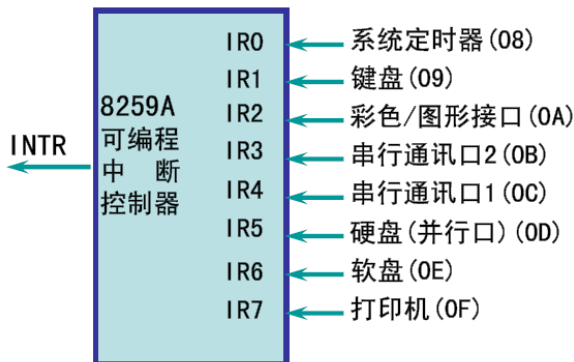 IR0
系统定时器(08)
IR1
键盘(09)
8259A
可编程
中 断
控制器
IR2
彩色/图形接口(0A)
INTR
IR3
串行通讯口2(0B)
IR4
串行通讯口1(0C)
IR5
硬盘(并行口)(0D)
IR6
软盘(0E)
IR7
打印机(0F)